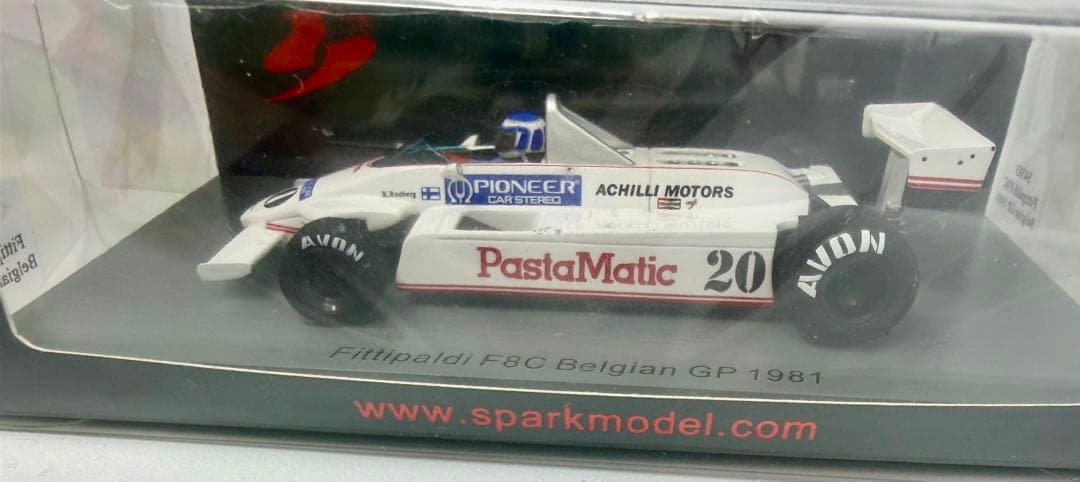 K. Rosberg
PIONEER
CAR STEREO
ACHILLI MOTORS
PastaMatic
20
AVON
AVON
Fittipaldi F8C Belgian GP 1981
www.sparkmodel.com